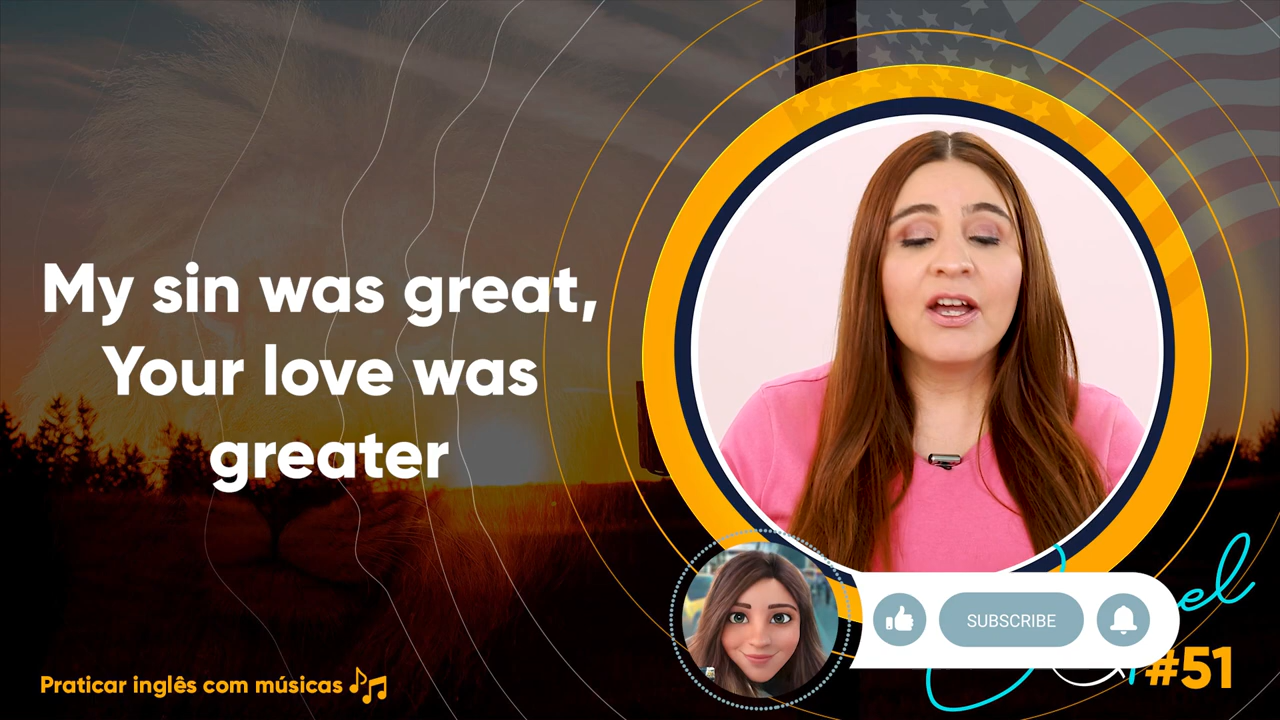 My sin was great,
Your love was
greater
SUBSCRIBE
#51
Praticar inglês com músicas